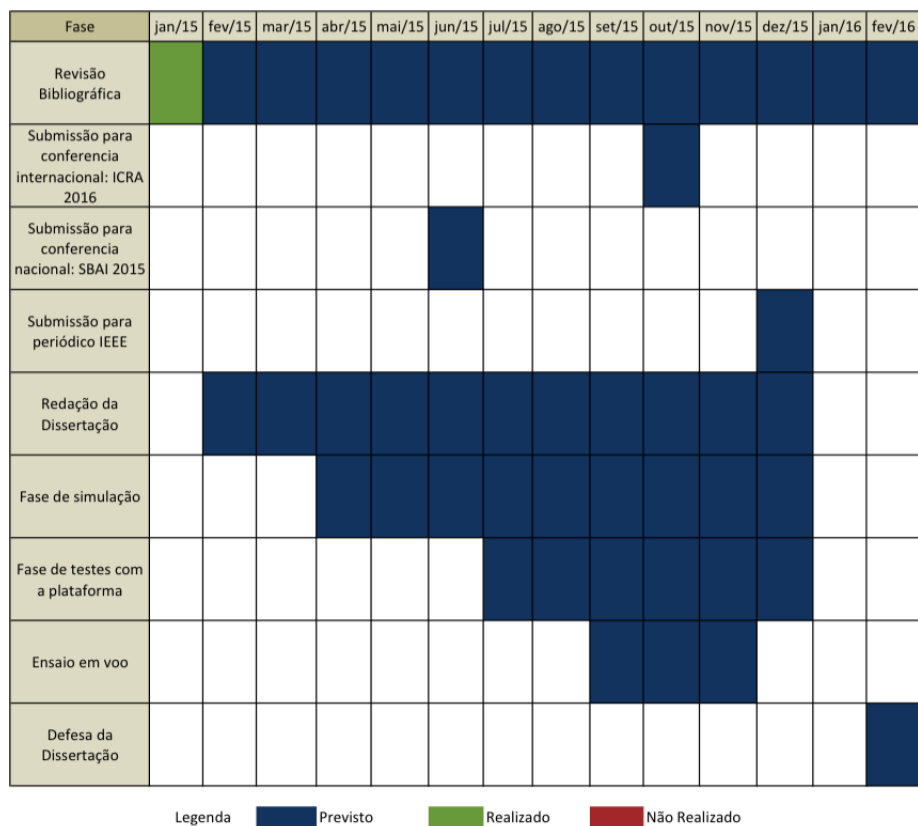 Fase jan/15 fev/15 mar/15 abr/15 mai/15 jun/15 jul/15 ago/15 set/15 out/15 nov/15 dez/15 jan/16 fev/16
Revisão
Bibliográfica
Submissão para
conferencia
internacional: ICRA
2016
Submissão para
conferencia
nacional: SBAI 2015
Submissão para
periódico IEEE
Redação da
Dissertação
Fase de simulação
Fase de testes com
a plataforma
Ensaio em voo
Defesa da
Dissertação
Legenda Previsto Realizado Não Realizado